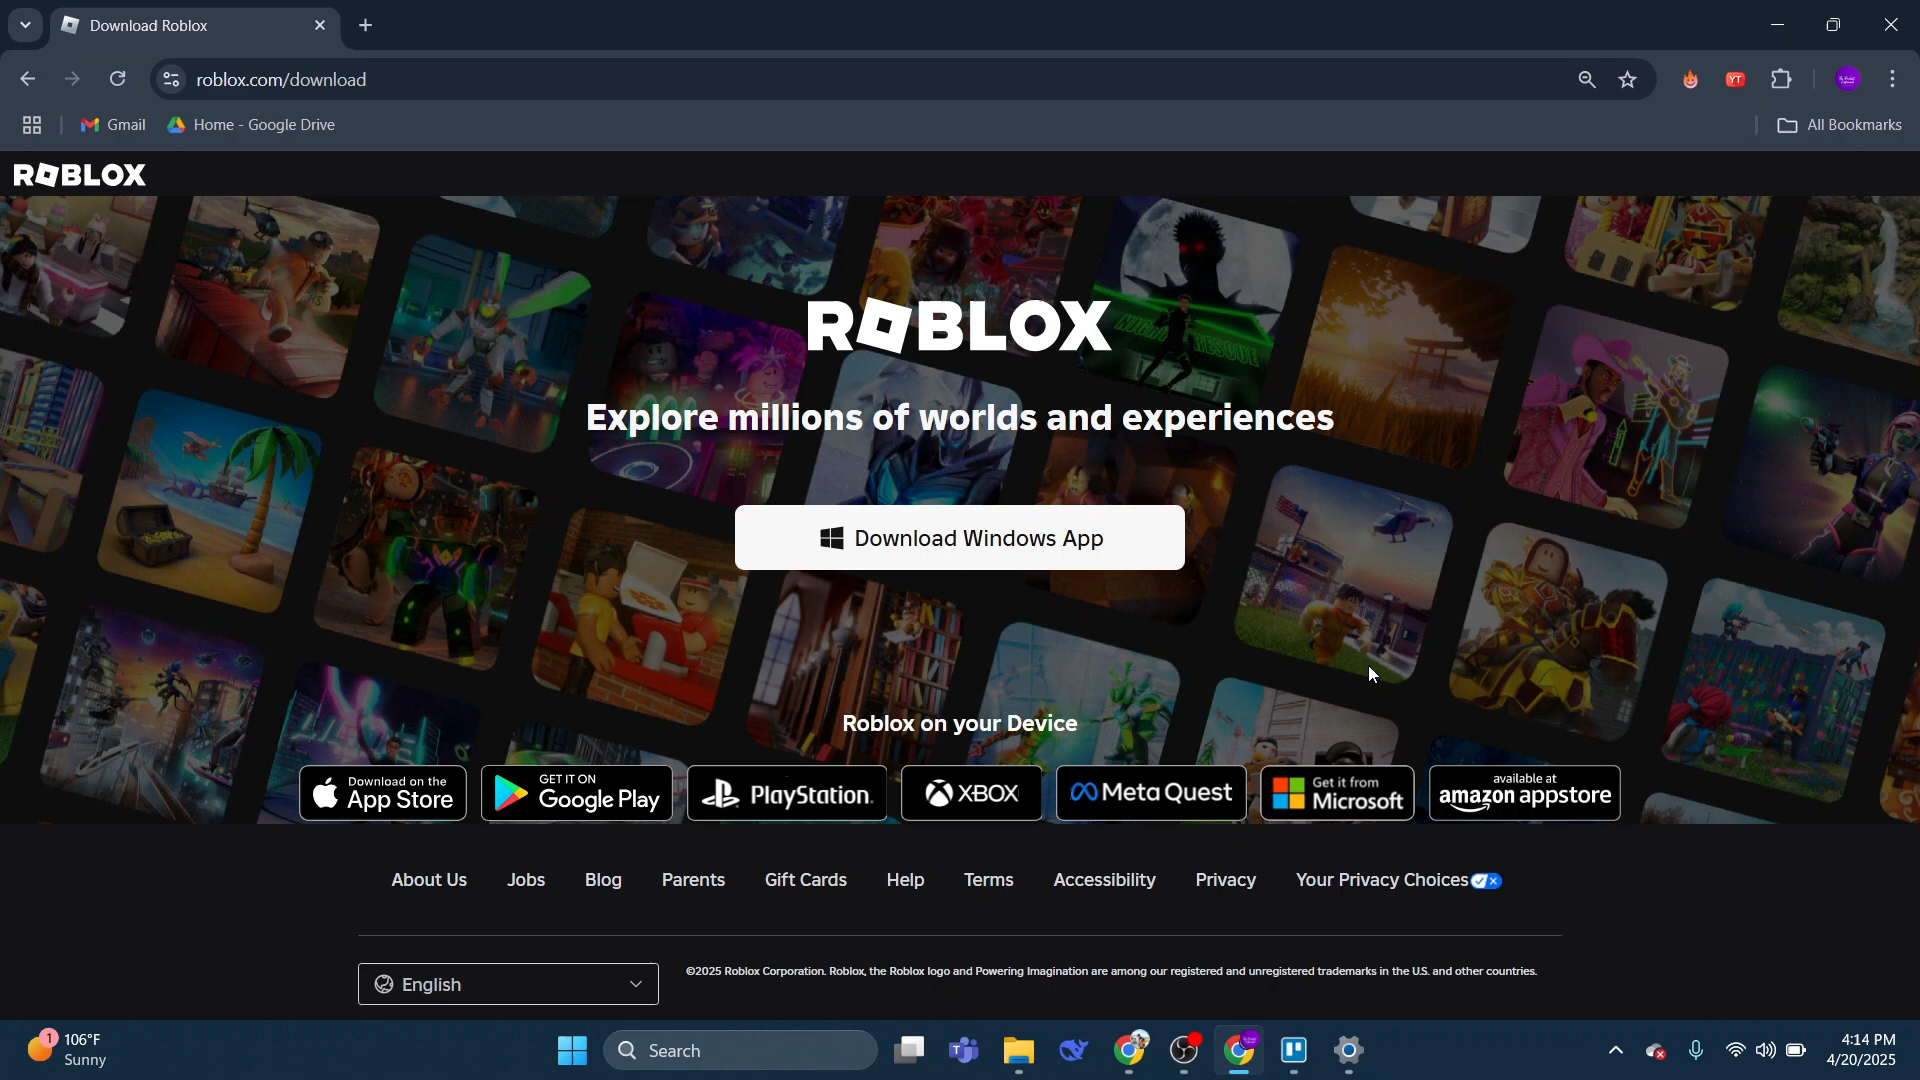 Download Roblox
roblox.com/download
YT
Gmail
Home - Google Drive
All Bookmarks
ROBLOX
ROBLOX
Explore millions of worlds and experiences
Download Windows App
Roblox on your Device
Download on the
App Store
GET IT ON
Google Play
PlayStation.
XBOX
Meta Quest
Get it from
Microsoft
available at
amazon appstore
About Us
Jobs
Blog
Parents
Gift Cards
Help
Terms
Accessibility
Privacy
Your Privacy Choices
English
©2025 Roblox Corporation. Roblox, the Roblox logo and Powering Imagination are among our registered and unregistered trademarks in the U.S. and other countries.
1
106°F
Sunny
Search
4:14 PM
4/20/2025